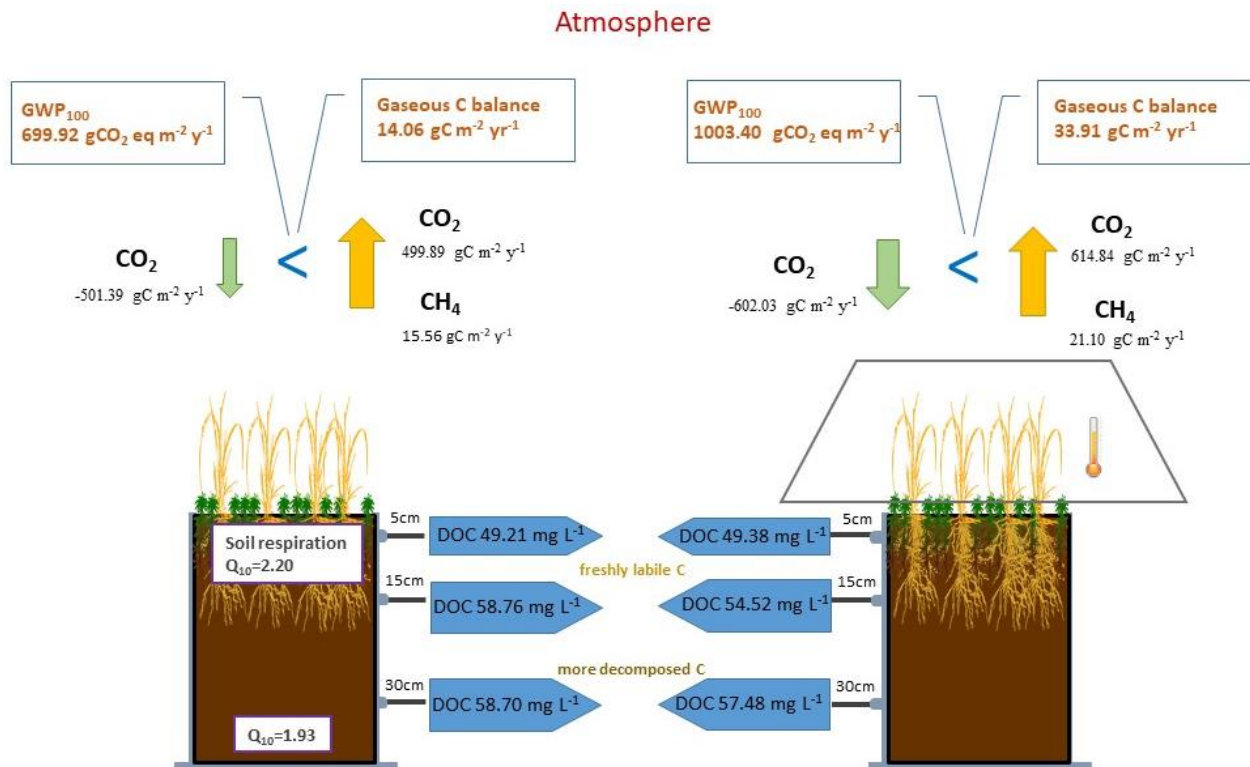 Atmosphere
GWP₁₀₀
699.92 gCO₂ eq m⁻² y⁻¹
Gaseous C balance
14.06 gC m⁻² yr⁻¹
GWP₁₀₀
1003.40 gCO₂ eq m⁻² y⁻¹
Gaseous C balance
33.91 gC m⁻² yr⁻¹
CO₂
-501.39 gC m⁻² y⁻¹
<
CO₂
499.89 gC m⁻² y⁻¹
CH₄
15.56 gC m⁻² y⁻¹
CO₂
-602.03 gC m⁻² y⁻¹
<
CO₂
614.84 gC m⁻² y⁻¹
CH₄
21.10 gC m⁻² y⁻¹
Soil respiration
Q₁₀=2.20
5cm
DOC 49.21 mg L⁻¹
DOC 49.38 mg L⁻¹
5cm
freshly labile C
15cm
DOC 58.76 mg L⁻¹
DOC 54.52 mg L⁻¹
15cm
more decomposed C
30cm
DOC 58.70 mg L⁻¹
DOC 57.48 mg L⁻¹
30cm
Q₁₀=1.93